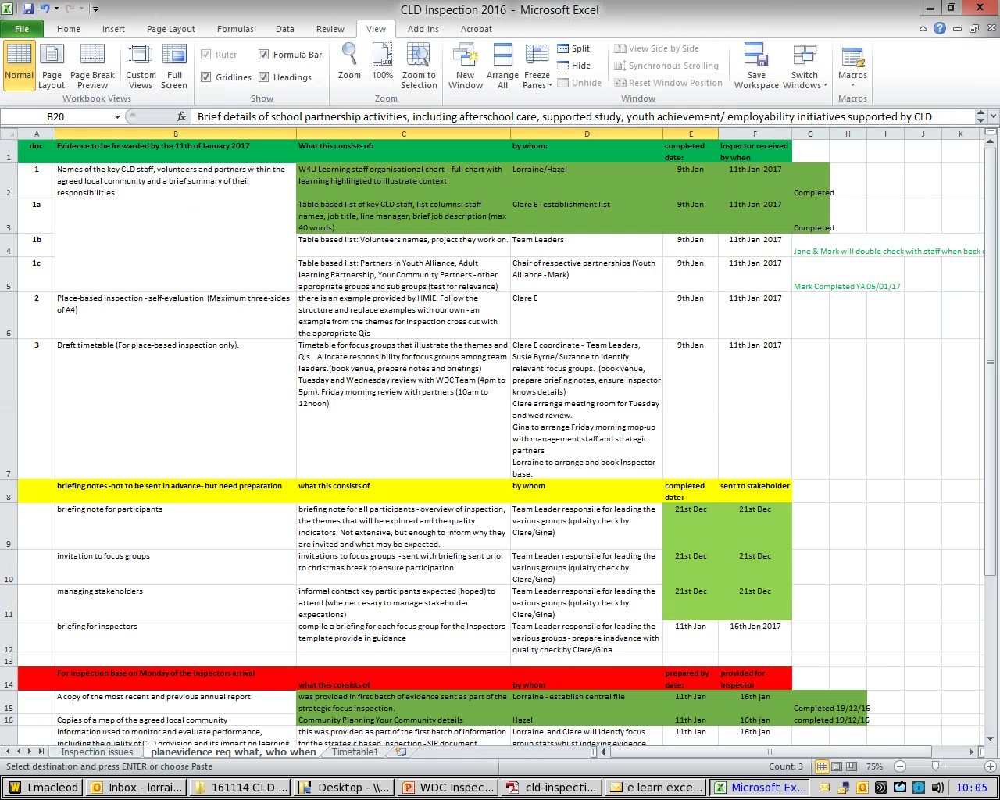 CLD Inspection 2016 - Microsoft Excel
File Home Insert Page Layout Formulas Data Review View Add-Ins Acrobat
Normal Page Layout Page Break Preview Custom Views Full Screen
Workbook Views
Ruler Formula Bar
Gridlines Headings
Show
Zoom 100% Zoom to Selection
Zoom
New Window Arrange All Freeze Panes
Split
Hide
Unhide
View Side by Side
Synchronous Scrolling
Reset Window Position
Window
Save Workspace Switch Windows
Macros
Macros
B20 fx Brief details of school partnership activities, including afterschool care, supported study, youth achievement/ employability initiatives supported by CLD
A B C D E F G H I J K
1 doc Evidence to be forwarded by the 11th of January 2017 What this consists of: by whom: completed date: Inspector received by when
2 1 Names of the key CLD staff, volunteers and partners within the agreed local community and a brief summary of their responsibilities. W4U Learning staff organisational chart - full chart with learning highlihgted to illustrate context Lorraine/Hazel 9th Jan 11th Jan 2017 Completed
3 1a Table based list of key CLD staff, list columns: staff names, job title, line manager, brief job description (max 40 words). Clare E - establishment list 9th Jan 11th Jan 2017 Completed
4 1b Table based list: Volunteers names, project they work on. Team Leaders 9th Jan 11th Jan 2017 Jane & Mark will double check with staff when back
5 1c Table based list: Partners in Youth Alliance, Adult learning Partnership, Your Community Partners - other appropriate groups and sub groups (test for relevance) Chair of respective partnerships (Youth Alliance - Mark) 9th Jan 11th Jan 2017 Mark Completed YA 05/01/17
6 2 Place-based inspection - self-evaluation (Maximum three-sides of A4) there is an example provided by HMIE. Follow the structure and replace examples with our own - an example from the themes for Inspection cross cut with the appropriate Qis Clare E 9th Jan 11th Jan 2017
7 3 Draft timetable (For place-based inspection only). Timetable for focus groups that illustrate the themes and Qis. Allocate responsibility for focus groups among team leaders.(book venue, prepare notes and briefings) Tuesday and Wednesday review with WDC Team (4pm to 5pm). Friday morning review with partners (10am to 12noon) Clare E coordinate - Team Leaders, Susie Byrne/ Suzanne to identify relevant focus groups. (book venue, prepare briefing notes, ensure inspector knows details) Clare arrange meeting room for Tuesday and wed review. Gina to arrange Friday morning mop-up with management staff and strategic partners Lorraine to arrange and book Inspector base. 9th Jan 11th Jan 2017
8 briefing notes -not to be sent in advance- but need preparation what this consists of by whom completed date: sent to stakeholder
9 briefing note for participants briefing note for all participants - overview of inspection, the themes that will be explored and the quality indicators. Not extensive, but enough to inform why they are invited and what may be expected. Team Leader responsile for leading the various groups (qulaity check by Clare/Gina) 21st Dec 21st Dec
10 invitation to focus groups invitations to focus groups - sent with briefing sent prior to christmas break to ensure participation Team Leader responsile for leading the various groups (qulaity check by Clare/Gina) 21st Dec 21st Dec
11 managing stakeholders informal contact key participants expected (hoped) to attend (whe neccesary to manage stakeholder expecations) Team Leader responsile for leading the various groups (qulaity check by Clare/Gina) 21st Dec 21st Dec
12 briefing for inspectors compile a briefing for each focus group for the Inspectors - template provide in guidance Team Leader responsile for leading the various groups - prepare inadvance with quality check by Clare/Gina 11th Jan 16th Jan 2017
13
14 For inspection base on Monday of the Inspectors arrival what this consists of by whom prepared by date: provided for Inspector
15 A copy of the most recent and previous annual report was provided in first batch of evidence sent as part of the strategic focus inspection. Lorraine - establish central file 11th Jan 16th jan Completed 19/12/16
16 Copies of a map of the agreed local community Community Planning Your Community details Hazel 11th Jan 16th jan completed 19/12/16
Information used to monitor and evaluate performance, including the quality of CLD provision and its impact on learning this was provided as part of the first batch of information for the strategic based inspection - SIP document Lorraine and Clare will identfy focus group stats whilst indexing evidence 11th Jan 16th jan
Inspection issues planevidence req what, who when Timetable1
Select destination and press ENTER or choose Paste Count: 3 75%
Lmacleod Inbox - lorrai... 161114 CLD ... Desktop - \\... WDC Inspec... cld-inspecti... e learn exce... Microsoft Ex... 10:05